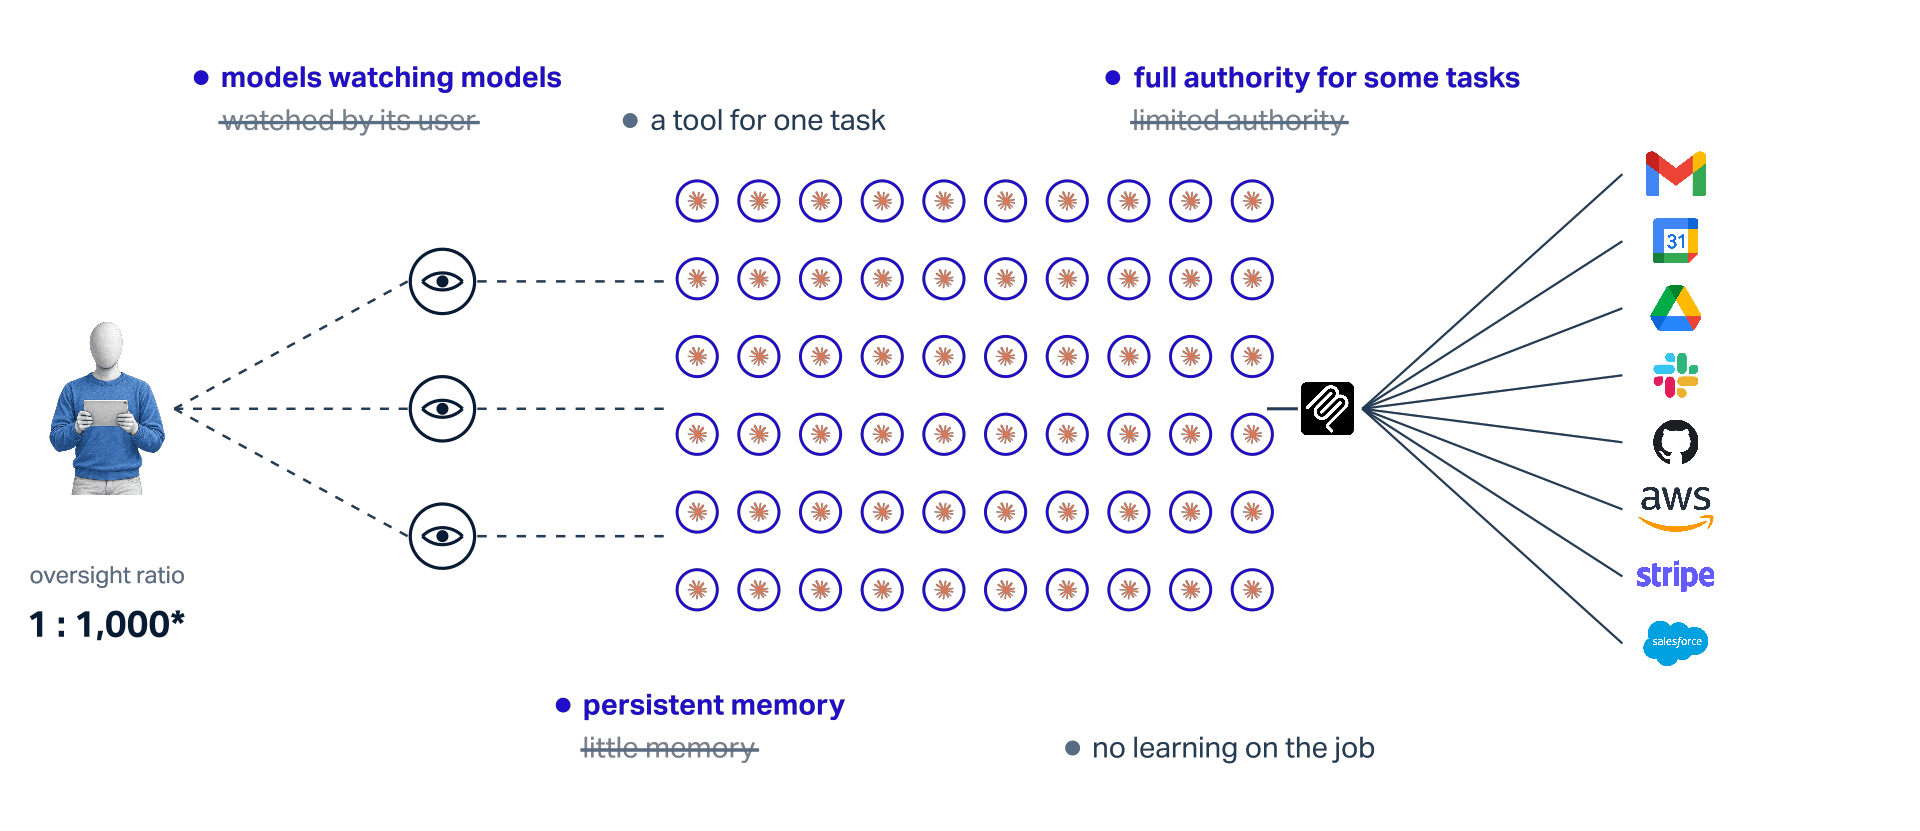 models watching models
full authority for some tasks
watched by its user
a tool for one task
limited authority
31
aws
oversight ratio
stripe
1 : 1,000*
salesforce
persistent memory
little memory
no learning on the job